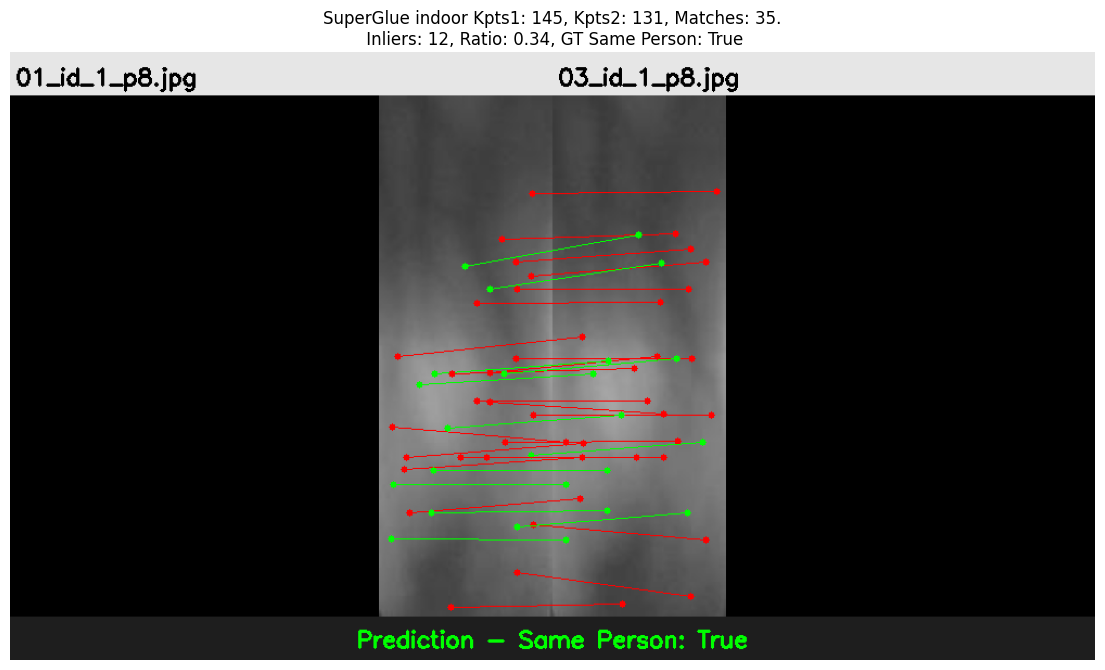 SuperGlue indoor Kpts1: 145, Kpts2: 131, Matches: 35.
Inliers: 12, Ratio: 0.34, GT Same Person: True
01_id_1_p8.jpg
03_id_1_p8.jpg
Prediction - Same Person: True